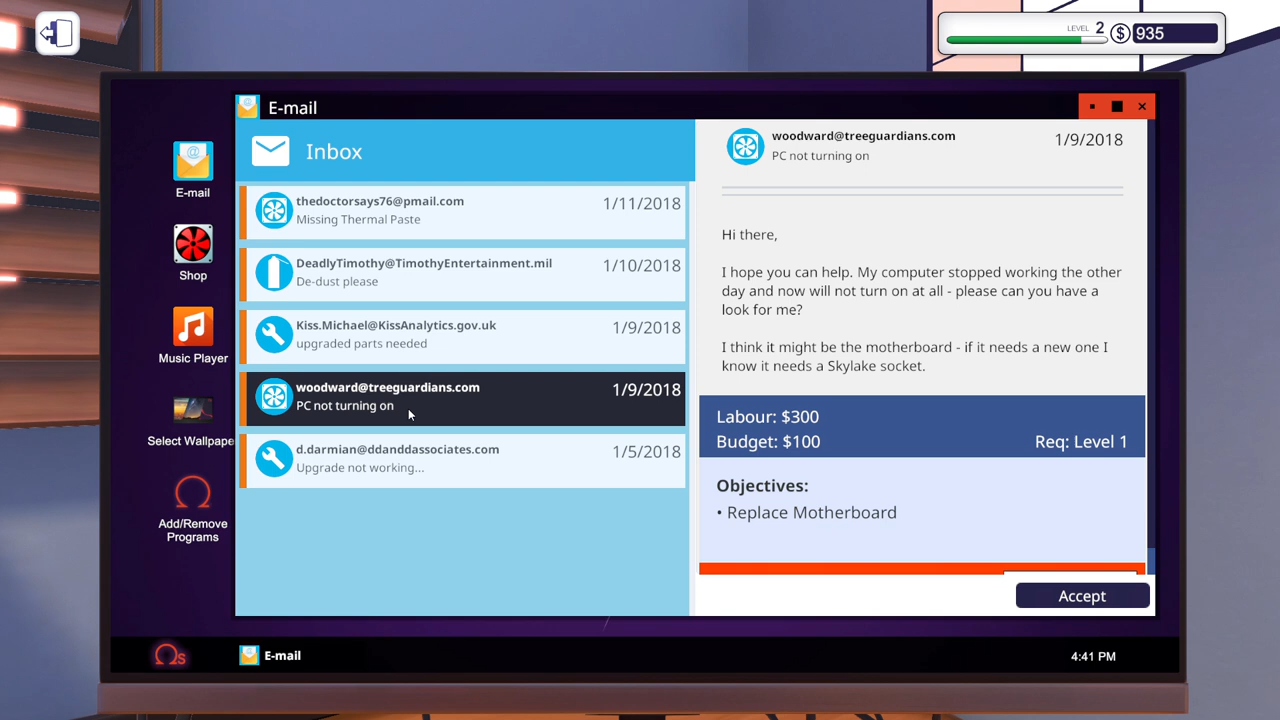 LEVEL 2
$ 935
E-mail
Inbox
thedoctorsays76@pmail.com 1/11/2018
Missing Thermal Paste
DeadlyTimothy@TimothyEntertainment.mil 1/10/2018
De-dust please
Kiss.Michael@KissAnalytics.gov.uk 1/9/2018
upgraded parts needed
woodward@treeguardians.com 1/9/2018
PC not turning on
d.darmian@ddanddassociates.com 1/5/2018
Upgrade not working...
woodward@treeguardians.com 1/9/2018
PC not turning on
Hi there,
I hope you can help. My computer stopped working the other
day and now will not turn on at all - please can you have a
look for me?
I think it might be the motherboard - if it needs a new one I
know it needs a Skylake socket.
Labour: $300
Budget: $100 Req: Level 1
Objectives:
• Replace Motherboard
Accept
E-mail
Shop
Music Player
Select Wallpape
Add/Remove
Programs
Ωs
E-mail
4:41 PM